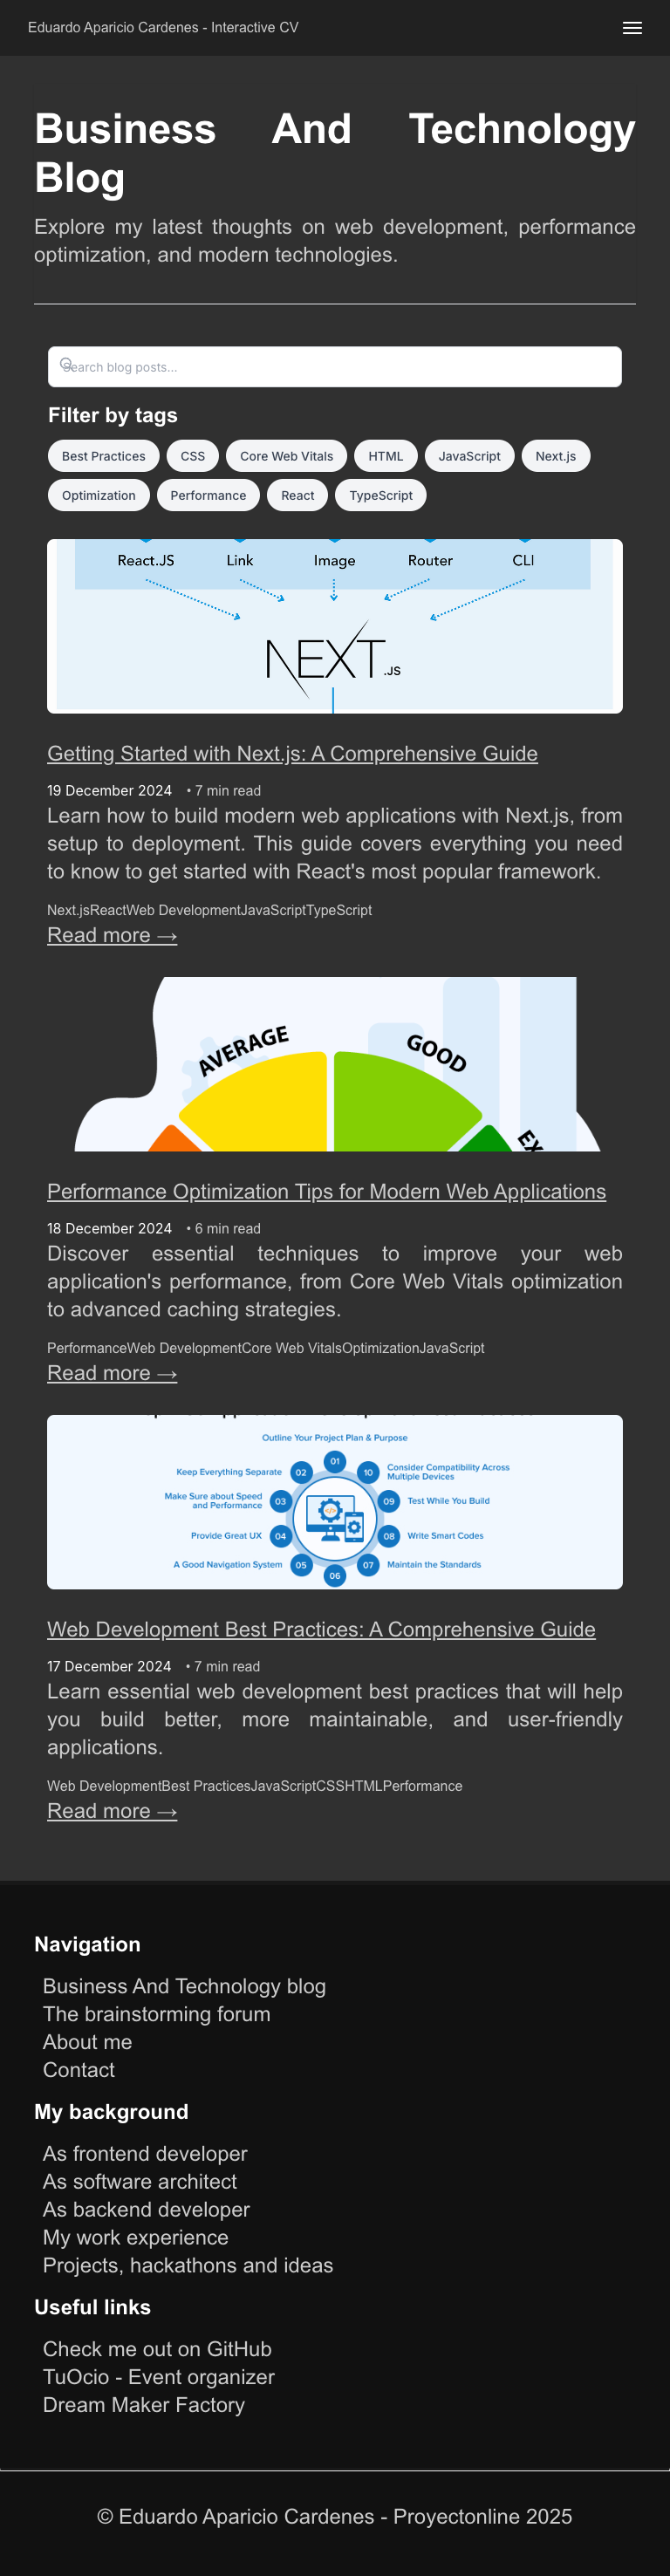 Eduardo Aparicio Cardenes - Interactive CV
Business And Technology
Blog
Explore my latest thoughts on web development, performance
optimization, and modern technologies.
Search blog posts...
Filter by tags
Best Practices CSS Core Web Vitals HTML JavaScript Next.js
Optimization Performance React TypeScript
React.JS Link Image Router CLI
NEXT.JS
Getting Started with Next.js: A Comprehensive Guide
19 December 2024 • 7 min read
Learn how to build modern web applications with Next.js, from
setup to deployment. This guide covers everything you need
to know to get started with React's most popular framework.
Next.jsReactWeb DevelopmentJavaScriptTypeScript
Read more →
AVERAGE GOOD
EX
Performance Optimization Tips for Modern Web Applications
18 December 2024 • 6 min read
Discover essential techniques to improve your web
application's performance, from Core Web Vitals optimization
to advanced caching strategies.
PerformanceWeb DevelopmentCore Web VitalsOptimizationJavaScript
Read more →
Outline Your Project Plan & Purpose
01
Keep Everything Separate 02 10 Consider Compatibility Across
Multiple Devices
Make Sure about Speed
and Performance 03 09 Test While You Build
Provide Great UX 04 08 Write Smart Codes
A Good Navigation System 05 07 Maintain the Standards
06
Web Development Best Practices: A Comprehensive Guide
17 December 2024 • 7 min read
Learn essential web development best practices that will help
you build better, more maintainable, and user-friendly
applications.
Web DevelopmentBest PracticesJavaScriptCSSHTMLPerformance
Read more →
Navigation
Business And Technology blog
The brainstorming forum
About me
Contact
My background
As frontend developer
As software architect
As backend developer
My work experience
Projects, hackathons and ideas
Useful links
Check me out on GitHub
TuOcio - Event organizer
Dream Maker Factory
© Eduardo Aparicio Cardenes - Proyectonline 2025